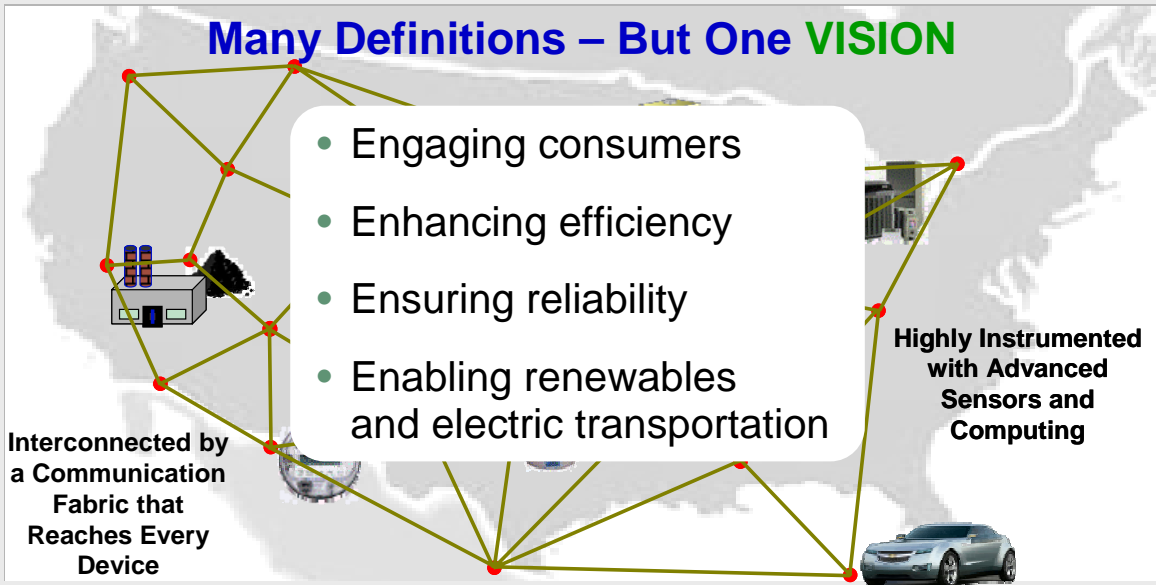 Many Definitions – But One VISION
• Engaging consumers
• Enhancing efficiency
• Ensuring reliability
• Enabling renewables
and electric transportation
Highly Instrumented
with Advanced
Sensors and
Computing
Interconnected by
a Communication
Fabric that
Reaches Every
Device